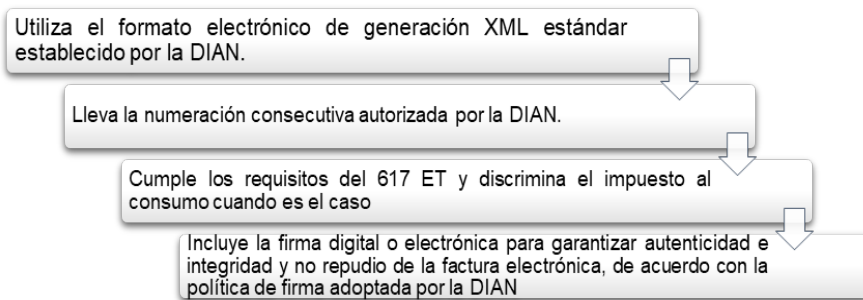 Utiliza el formato electrónico de generación XML estándar
establecido por la DIAN.
Lleva la numeración consecutiva autorizada por la DIAN.
Cumple los requisitos del 617 ET y discrimina el impuesto al
consumo cuando es el caso
Incluye la firma digital o electrónica para garantizar autenticidad e
integridad y no repudio de la factura electrónica, de acuerdo con la
política de firma adoptada por la DIAN